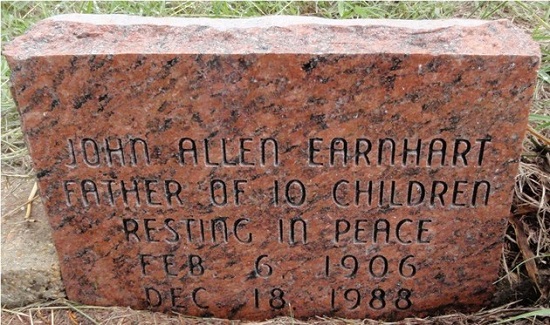 JOHN ALLEN EARNHART
FATHER OF 10 CHILDREN
RESTING IN PEACE
FEB 6, 1906
DEC 18, 1988